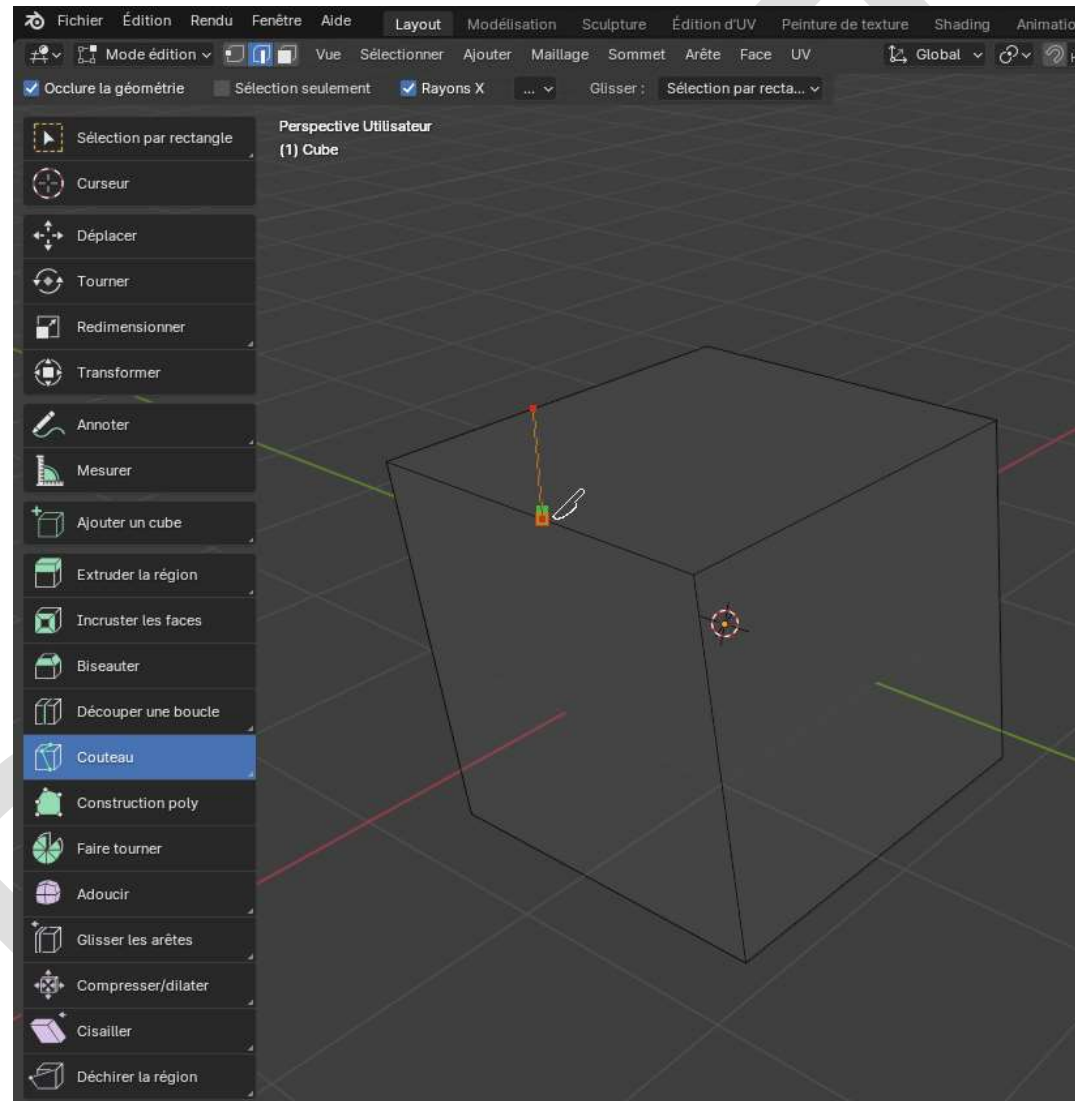 Fichier Édition Rendu Fenêtre Aide Layout Modélisation Sculpture Édition d'UV Peinture de texture Shading Animatio
Mode édition Vue Sélectionner Ajouter Maillage Sommet Arête Face UV Global
Occlure la géométrie Sélection seulement Rayons X ... Glisser : Sélection par recta...
Perspective Utilisateur
(1) Cube
Sélection par rectangle
Curseur
Déplacer
Tourner
Redimensionner
Transformer
Annoter
Mesurer
Ajouter un cube
Extruder la région
Incruster les faces
Biseauter
Découper une boucle
Couteau
Construction poly
Faire tourner
Adoucir
Glisser les arêtes
Compresser/dilater
Cisailler
Déchirer la région